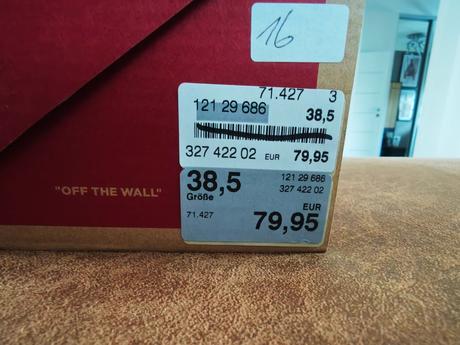 16
71.427 3
121 29 686
38,5
327 422 02 EUR 79,95
38,5
121 29 686
327 422 02
Größe
EUR
71.427
79,95
"OFF THE WALL"